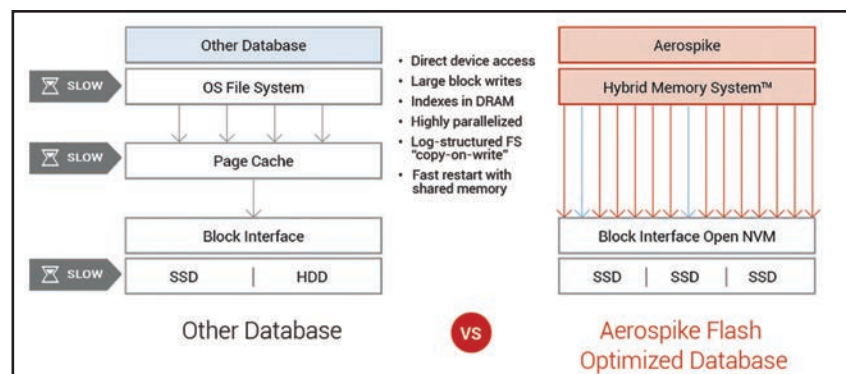 Other Database
SLOW
OS File System
SLOW
Page Cache
Block Interface
SLOW
SSD | HDD
Other Database
• Direct device access
• Large block writes
• Indexes in DRAM
• Highly parallelized
• Log-structured FS
"copy-on-write"
• Fast restart with
shared memory
VS
Aerospike
Hybrid Memory System™
Block Interface Open NVM
SSD | SSD | SSD
Aerospike Flash
Optimized Database